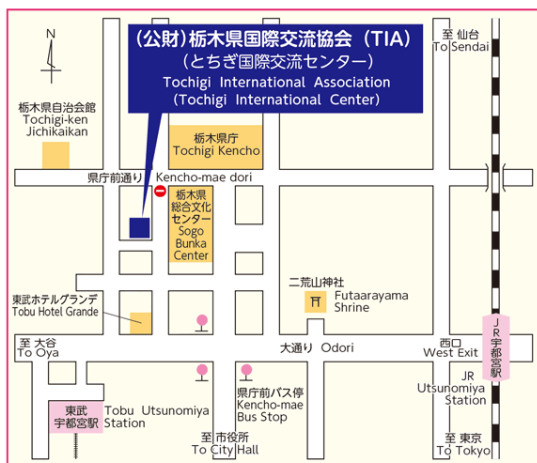 N
(公財)栃木県国際交流協会 (TIA)
(とちぎ国際交流センター)
Tochigi International Association
(Tochigi International Center)
至 仙台
To Sendai
栃木県自治会館
Tochigi-ken
Jichikaikan
栃木県庁
Tochigi Kencho
県庁前通り Kencho-mae dori
栃木県
総合文化
センター
Sogo
Bunka
Center
東武ホテルグランデ
Tobu Hotel Grande
二荒山神社
Futaarayama
Shrine
至 大谷
To Oya
大通り Odori
西口
West Exit
JR宇都宮駅
JR
Utsunomiya
Station
東武
宇都宮駅
Tobu Utsunomiya
Station
県庁前バス停
Kencho-mae
Bus Stop
至 市役所
To City Hall
至 東京
To Tokyo